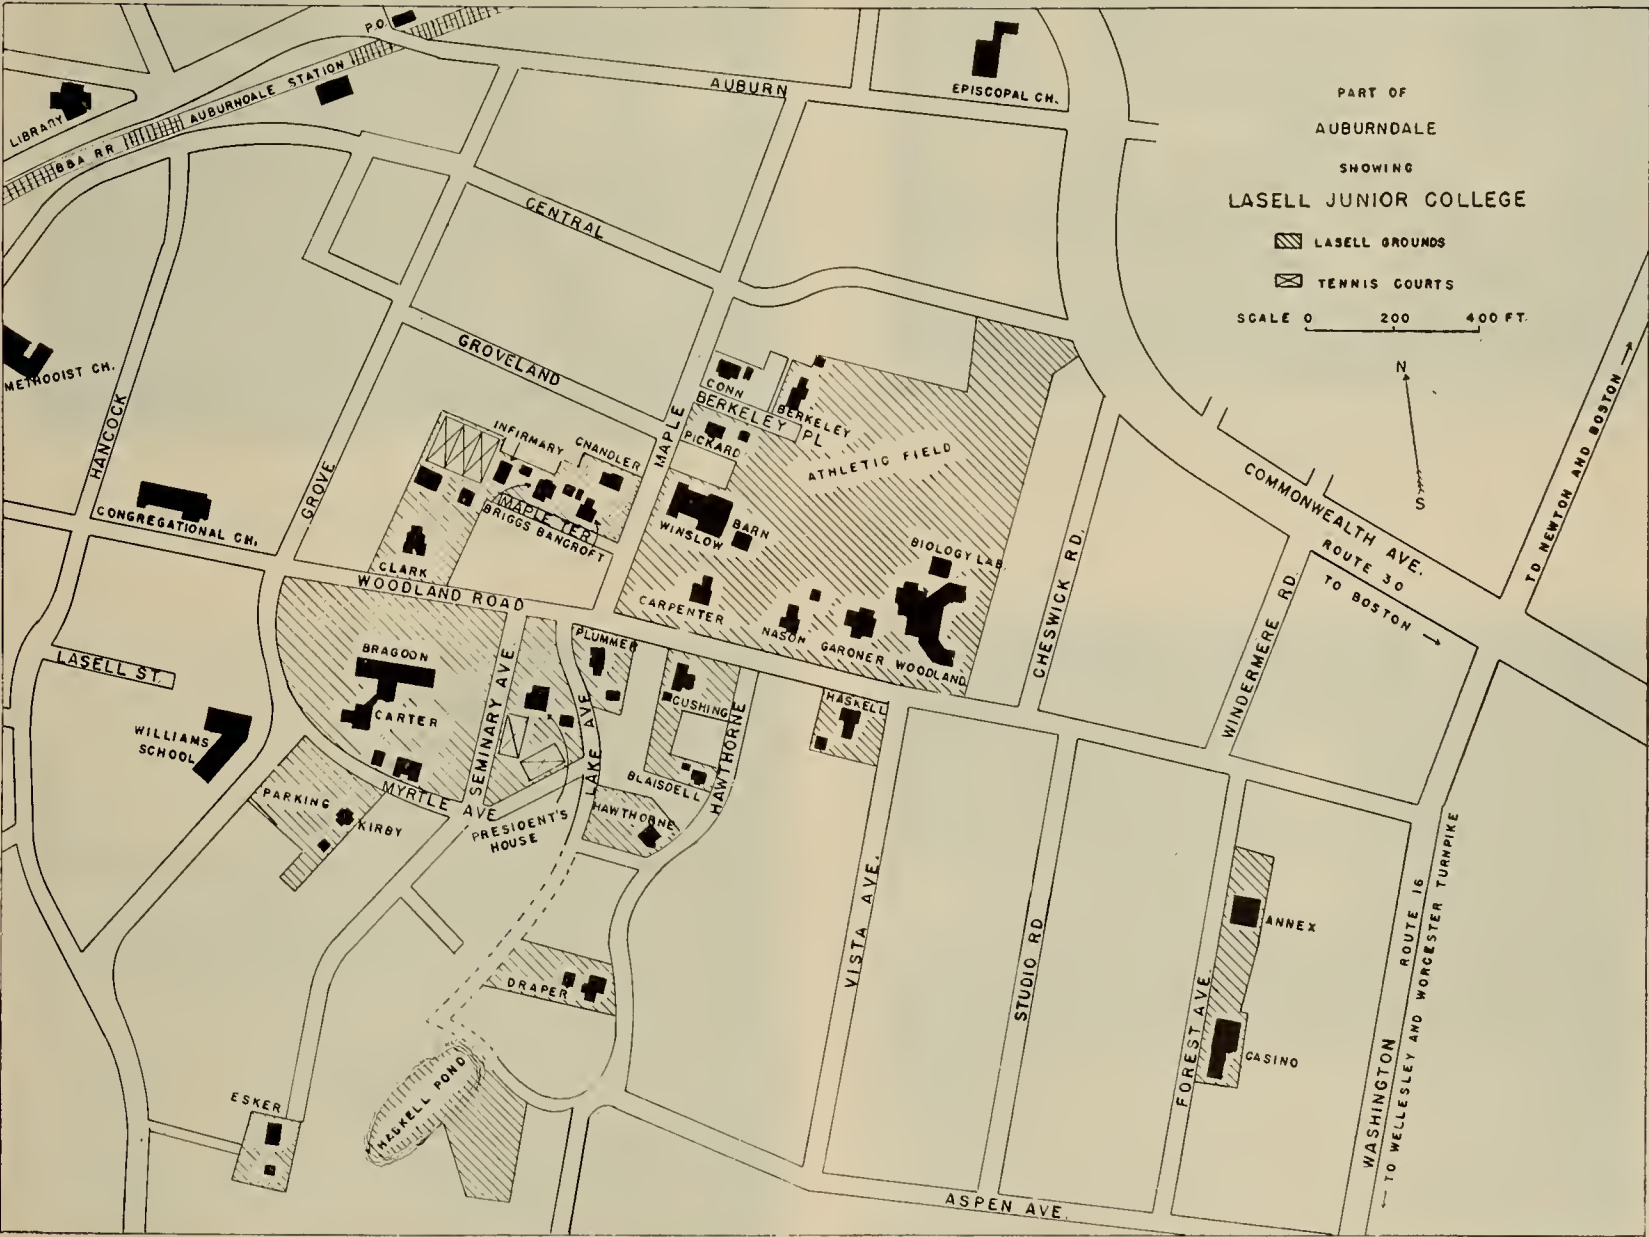 P.O.
AUBURNDALE STATION
LIBRARY
B&A RR
AUBURN
EPISCOPAL CH.
PART OF
AUBURNDALE
SHOWING
LASELL JUNIOR COLLEGE
LASELL GROUNDS
TENNIS COURTS
SCALE 0 200 400 FT.
N
S
CENTRAL
METHODIST CH.
HANCOCK
GROVELAND
GROVE
MAPLE
CONN
BERKELEY PL
BERKELEY
PICKARD
ATHLETIC FIELD
INFIRMARY
CHANDLER
MAPLE TER
BRIGGS BANCROFT
WINSLOW
BARN
CONGREGATIONAL CH.
CLARK
WOODLAND ROAD
CARPENTER
NASON
GARDNER
WOODLAND
BIOLOGY LAB
CHESWICK RD.
WINDERMERE RD.
COMMONWEALTH AVE.
ROUTE 30
TO BOSTON
TO NEWTON AND BOSTON
LASELL ST.
BRAGDON
CARTER
SEMINARY AVE
PLUMMER
LAKE AVE
CUSHING
HAWTHORNE
HASKELL
WILLIAMS
SCHOOL
PARKING
KIRBY
MYRTLE AVE
PRESIDENT'S
HOUSE
BLAISDELL
HAWTHORNE
VISTA AVE.
STUDIO RD
FOREST AVE.
ANNEX
CASINO
WASHINGTON
ROUTE 16
TO WELLESLEY AND WORCESTER TURNPIKE
DRAPER
HASKELL POND
ESKER
ASPEN AVE.